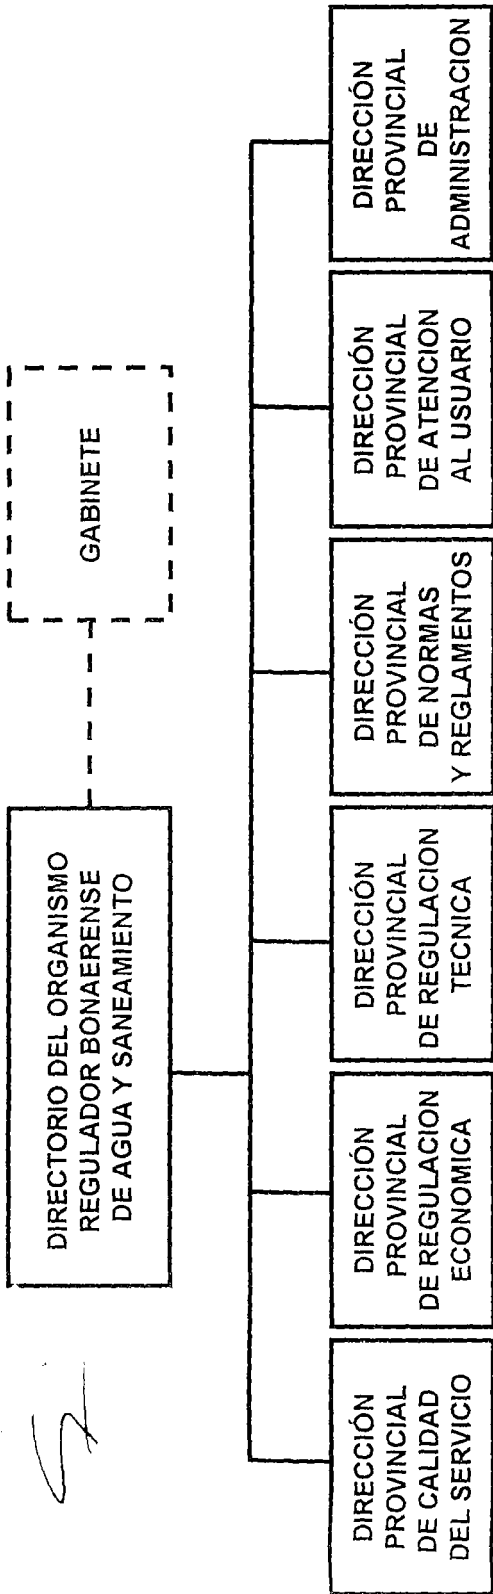 DIRECTORIO DEL ORGANISMO
REGULADOR BONAERENSE
DE AGUA Y SANEAMIENTO
GABINETE
DIRECCIÓN
PROVINCIAL
DE CALIDAD
DEL SERVICIO
DIRECCIÓN
PROVINCIAL
DE REGULACION
ECONOMICA
DIRECCIÓN
PROVINCIAL
DE REGULACION
TECNICA
DIRECCIÓN
PROVINCIAL
DE NORMAS
Y REGLAMENTOS
DIRECCIÓN
PROVINCIAL
DE ATENCION
AL USUARIO
DIRECCIÓN
PROVINCIAL
DE
ADMINISTRACION